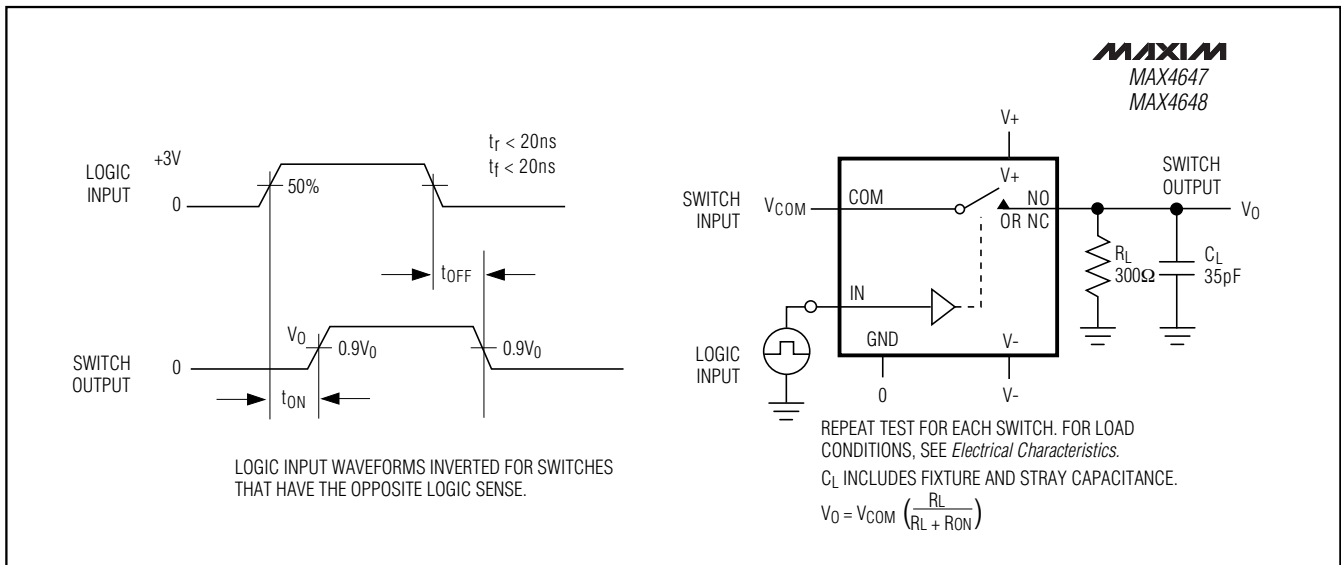 MAXIM
MAX4647
MAX4648
LOGIC
INPUT
+3V
0
50%
tr < 20ns
tf < 20ns
tOFF
SWITCH
OUTPUT
V0
0
0.9V0
0.9V0
tON
LOGIC INPUT WAVEFORMS INVERTED FOR SWITCHES
THAT HAVE THE OPPOSITE LOGIC SENSE.
V+
V+
SWITCH
INPUT
VCOM
COM
NO
OR NC
SWITCH
OUTPUT
VO
RL
300Ω
CL
35pF
IN
LOGIC
INPUT
GND
0
V-
V-
REPEAT TEST FOR EACH SWITCH. FOR LOAD
CONDITIONS, SEE Electrical Characteristics.
CL INCLUDES FIXTURE AND STRAY CAPACITANCE.
VO = VCOM (RL / RL + RON)